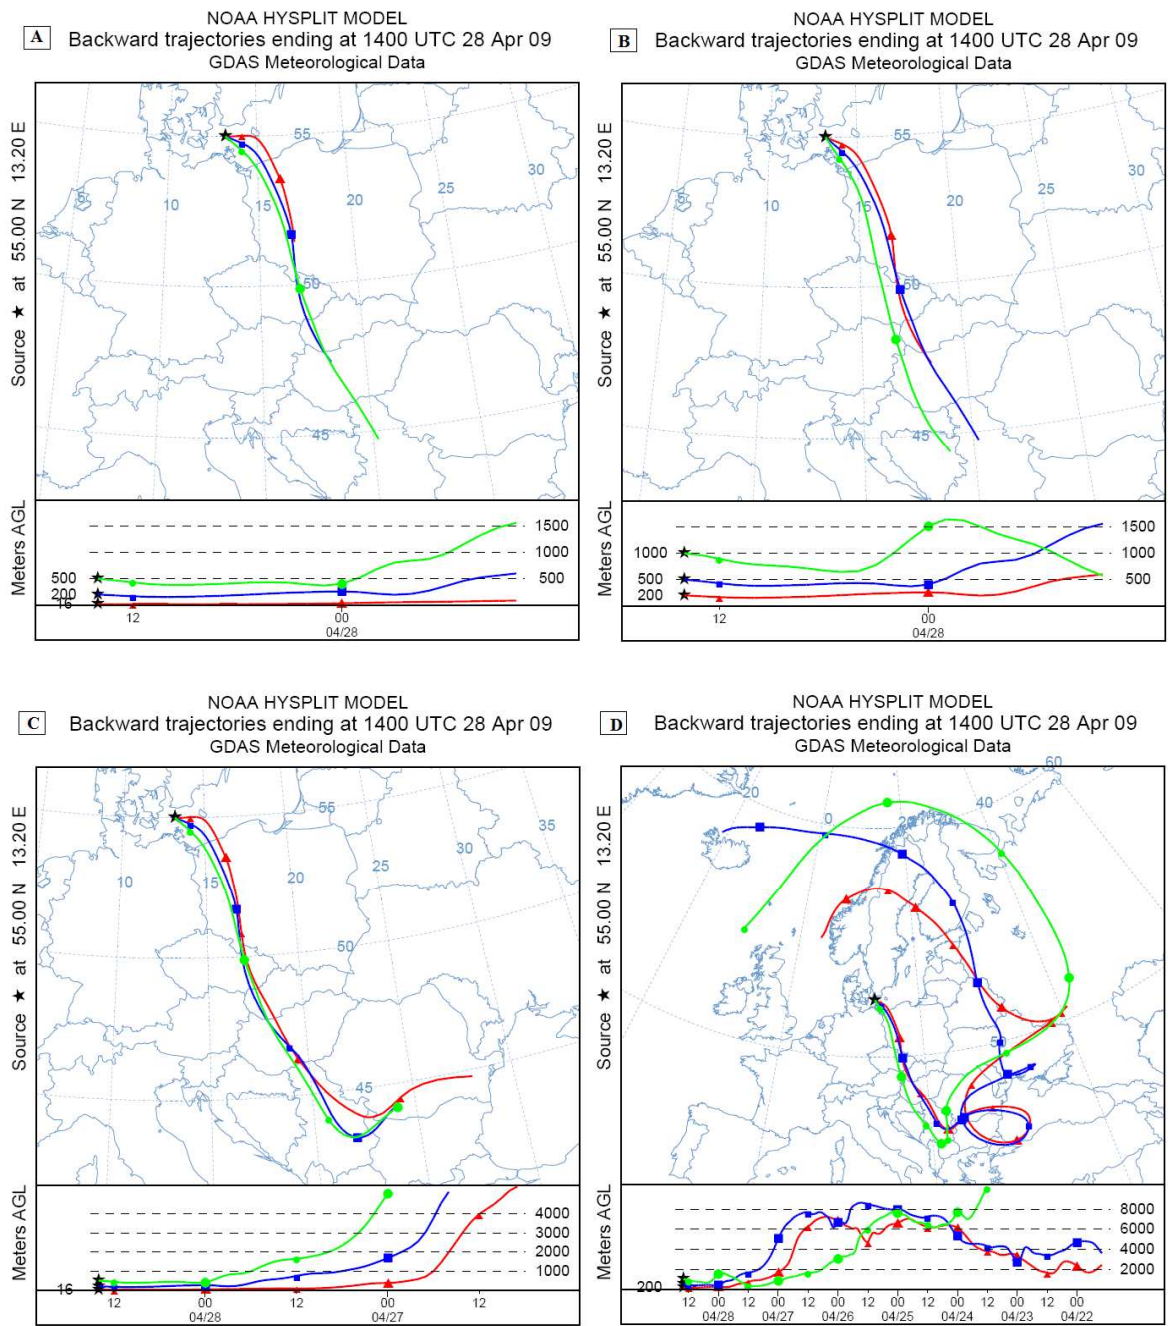 NOAA HYSPLIT MODEL
A Backward trajectories ending at 1400 UTC 28 Apr 09
GDAS Meteorological Data
Source ★ at 55.00 N 13.20 E
5 10 15 20 25 30
55
50
45
Meters AGL
1500
1000
500 500
200
16
12 00
04/28
NOAA HYSPLIT MODEL
B Backward trajectories ending at 1400 UTC 28 Apr 09
GDAS Meteorological Data
Source ★ at 55.00 N 13.20 E
5 10 15 20 25 30
55
50
45
Meters AGL
1500
1000 1000
500 500
200
12 00
04/28
NOAA HYSPLIT MODEL
C Backward trajectories ending at 1400 UTC 28 Apr 09
GDAS Meteorological Data
Source ★ at 55.00 N 13.20 E
55 35
10 15 20 25 30
50
45
Meters AGL
4000
3000
2000
1000
16
12 00 12 00 12
04/28 04/27
NOAA HYSPLIT MODEL
D Backward trajectories ending at 1400 UTC 28 Apr 09
GDAS Meteorological Data
Source ★ at 55.00 N 13.20 E
60
20 0 40
Meters AGL
8000
6000
4000
2000
200
12 00 12 00 12 00 12 00 12 00 12 00 12 00
04/28 04/27 04/26 04/25 04/24 04/23 04/22